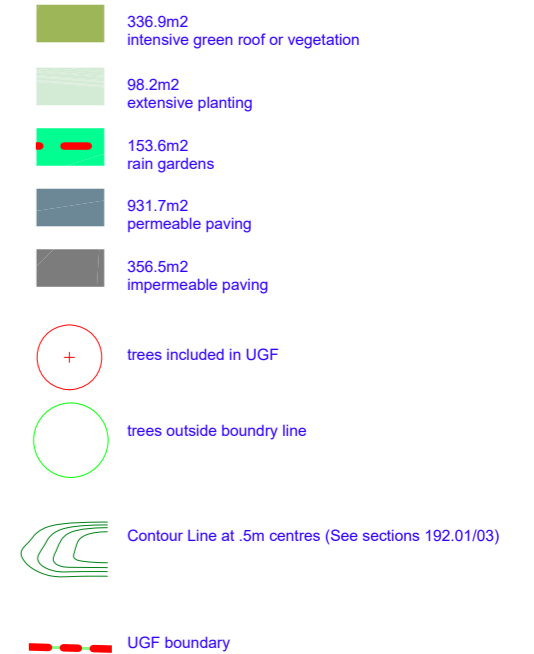 336.9m2
intensive green roof or vegetation
98.2m2
extensive planting
153.6m2
rain gardens
931.7m2
permeable paving
356.5m2
impermeable paving
trees included in UGF
trees outside boundry line
Contour Line at .5m centres (See sections 192.01/03)
UGF boundary